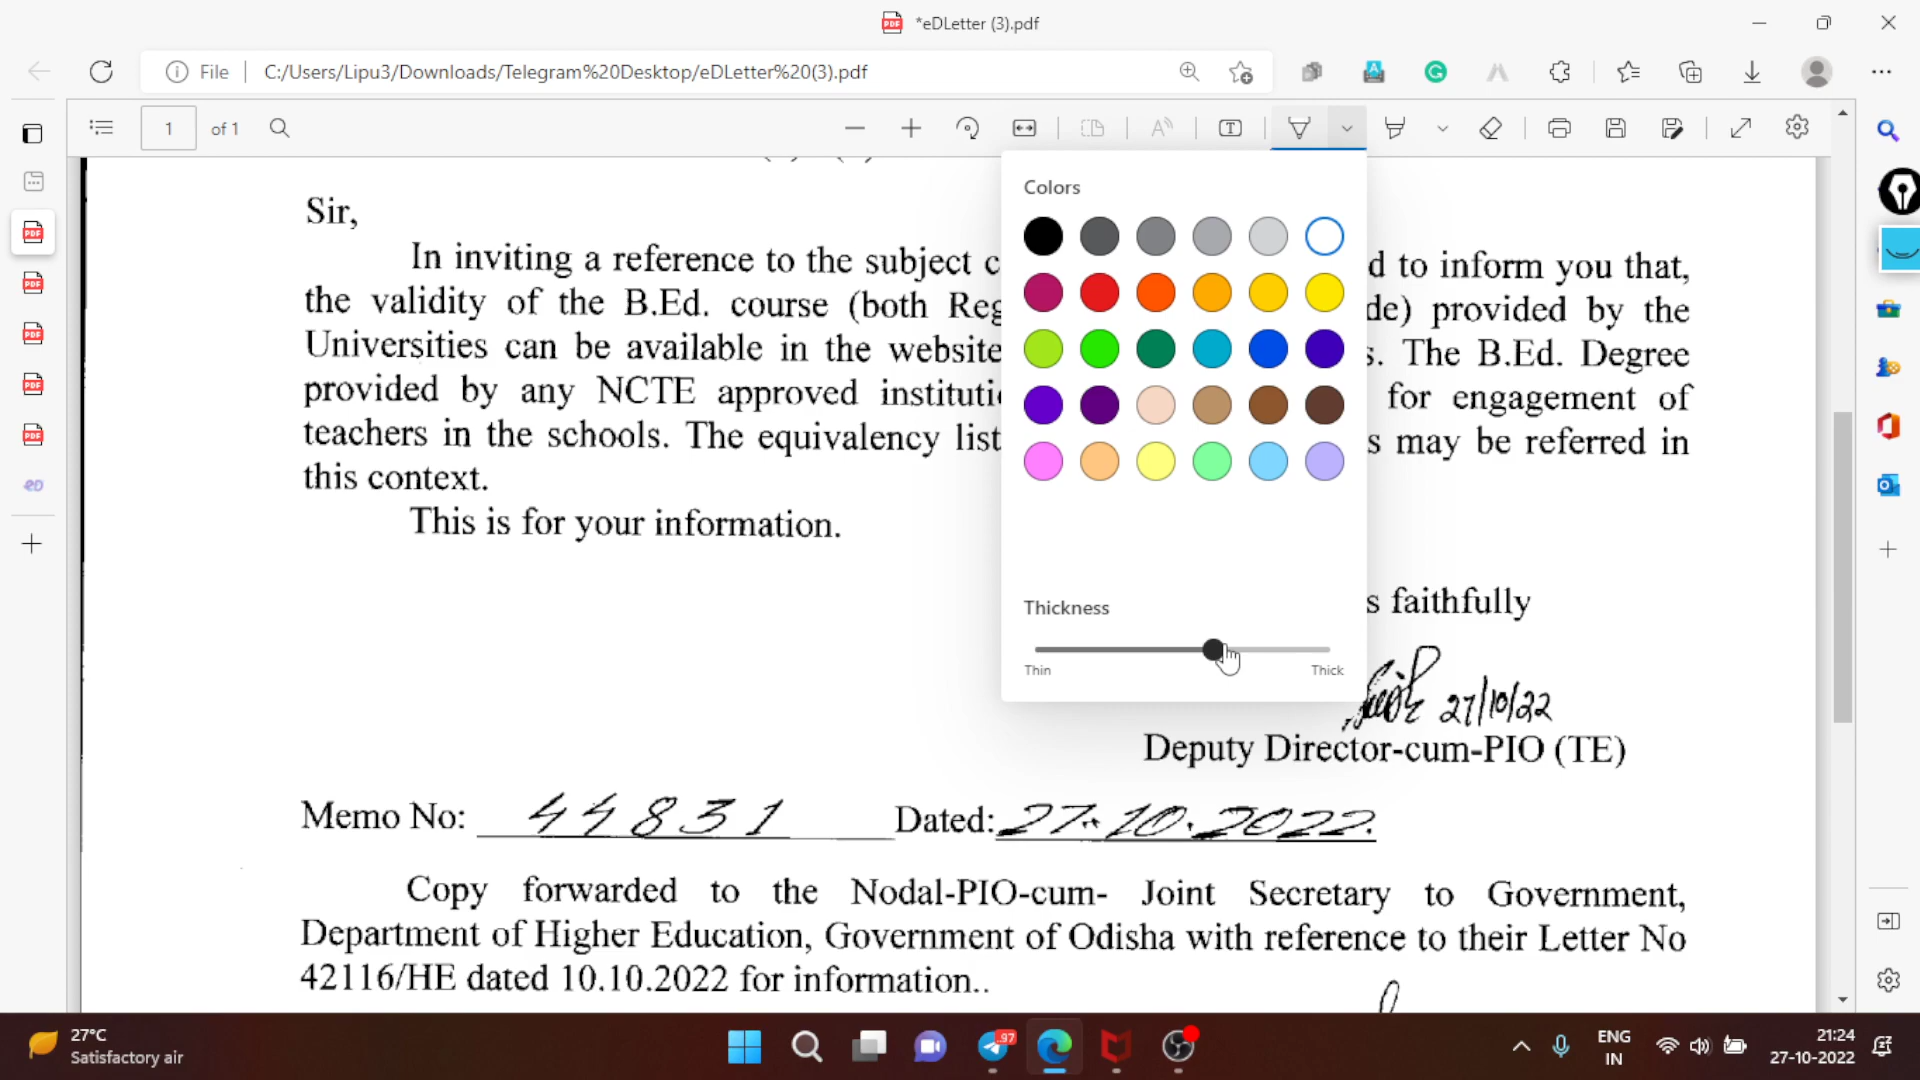 *eDLetter (3).pdf
File C:/Users/Lipu3/Downloads/Telegram%20Desktop/eDLetter%20(3).pdf
1 of 1
Sir,
In inviting a reference to the subject c d to inform you that,
the validity of the B.Ed. course (both Reg de) provided by the
Universities can be available in the website s. The B.Ed. Degree
provided by any NCTE approved instituti for engagement of
teachers in the schools. The equivalency list s may be referred in
this context.
This is for your information.
Colors
Thickness
Thin Thick
s faithfully
27/10/22
Deputy Director-cum-PIO (TE)
Memo No: 44831 Dated: 27.10.2022.
Copy forwarded to the Nodal-PIO-cum- Joint Secretary to Government,
Department of Higher Education, Government of Odisha with reference to their Letter No
42116/HE dated 10.10.2022 for information..
27°C
Satisfactory air
97
ENG
IN
21:24
27-10-2022